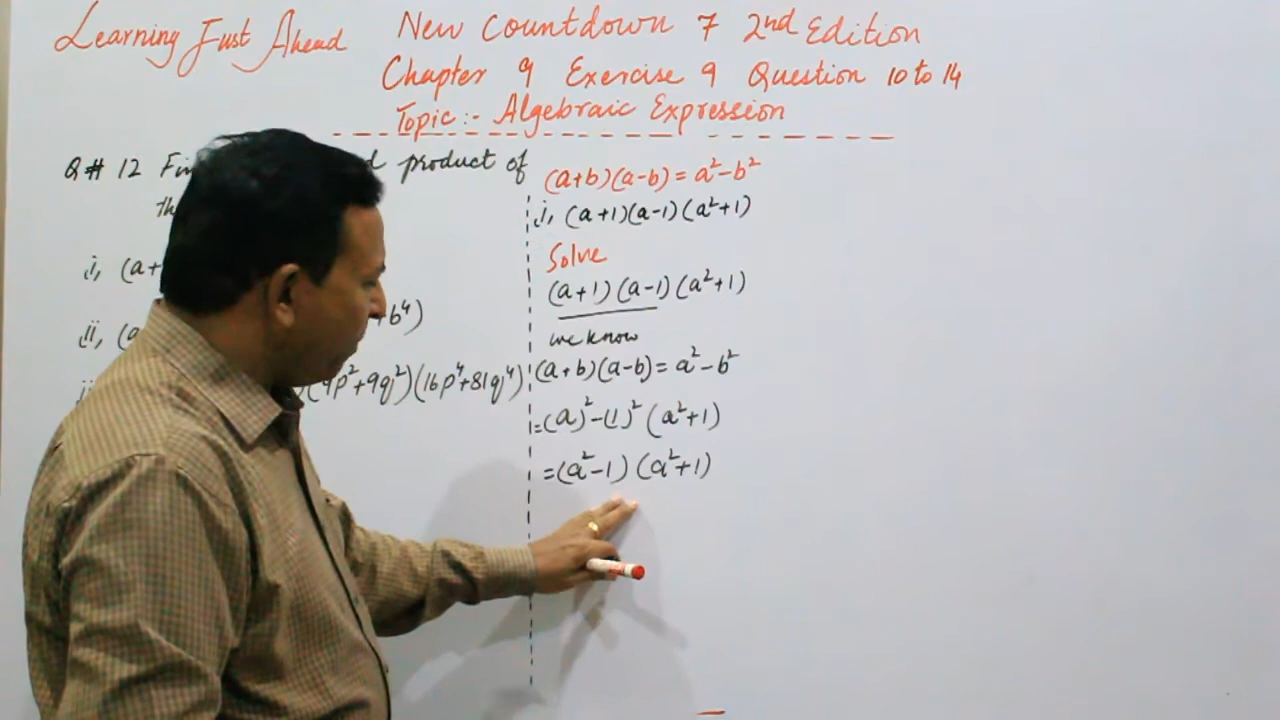 Learning Just Ahead
New Countdown 7 2nd Edition
Chapter 9 Exercise 9 Question 10 to 14
Topic :- Algebraic Expression
Q# 12 product of
i, (a+
ii, (a b⁴)
(4p²+9q²)(16p⁴+81q⁴)
(a+b)(a-b) = a²-b²
i, (a+1)(a-1)(a²+1)
Solve
(a+1)(a-1)(a²+1)
we know
(a+b)(a-b) = a²-b²
=(a)²-(1)² (a²+1)
=(a²-1) (a²+1)